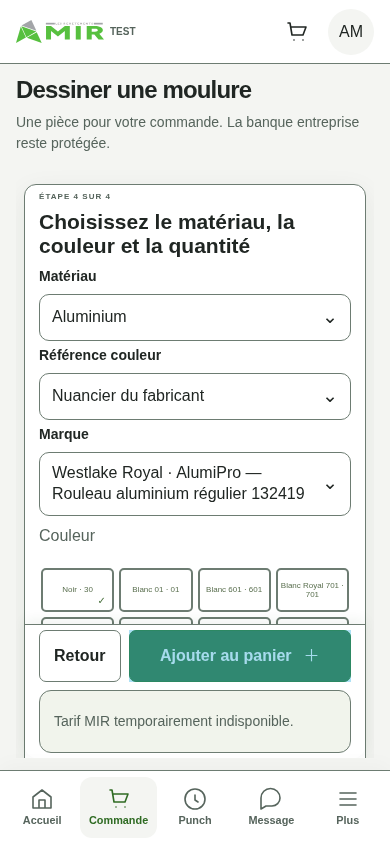 MIR TEST
AM
Dessiner une moulure
Une pièce pour votre commande. La banque entreprise
reste protégée.
ÉTAPE 4 SUR 4
Choisissez le matériau, la
couleur et la quantité
Matériau
Aluminium
Référence couleur
Nuancier du fabricant
Marque
Westlake Royal · AlumiPro —
Rouleau aluminium régulier 132419
Couleur
Noir · 30
Blanc 01 · 01
Blanc 601 · 601
Blanc Royal 701 ·
701
Retour
Ajouter au panier
Tarif MIR temporairement indisponible.
Accueil
Commande
Punch
Message
Plus